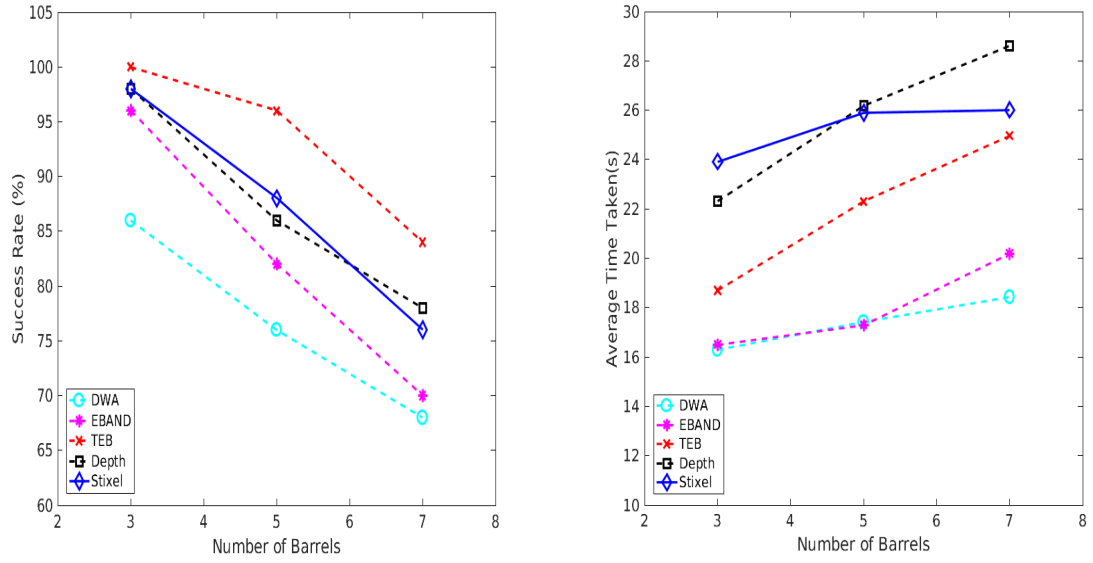 105
100
95
90
85
80
75
70
65
60
2
3
4
5
6
7
8
Success Rate (%)
Number of Barrels
DWA
EBAND
TEB
Depth
Stixel
30
28
26
24
22
20
18
16
14
12
10
2
3
4
5
6
7
8
Average Time Taken(s)
Number of Barrels
DWA
EBAND
TEB
Depth
Stixel